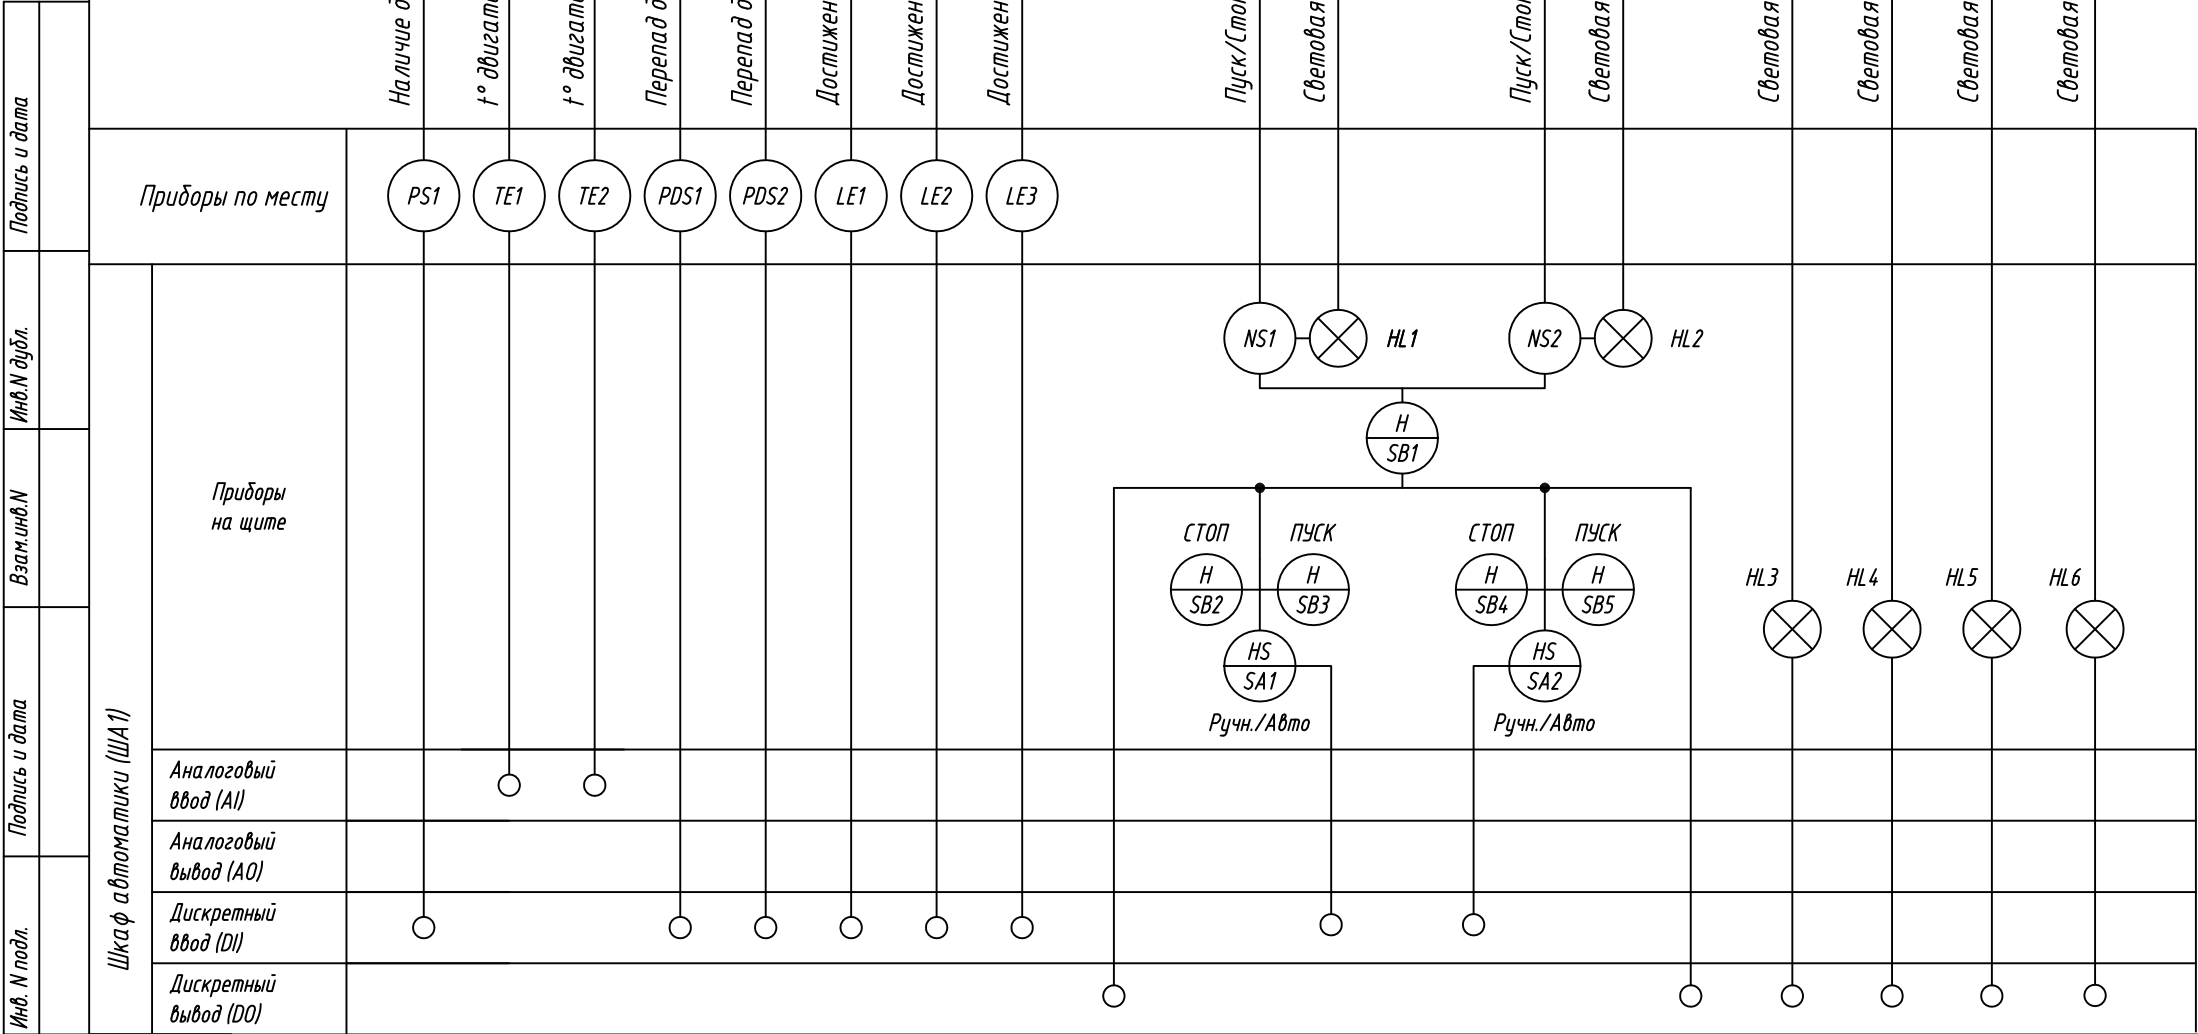 Наличие д
t° двигат
t° двигат
Перепад д
Перепад д
Достижен
Достижен
Достижен
Пуск/Стоп
Световая
Пуск/Стоп
Световая
Световая
Световая
Световая
Световая
Подпись и дата
Инв.N дубл.
Взам.инв.N
Подпись и дата
Инв. N подл.
Приборы по месту
PS1
TE1
TE2
PDS1
PDS2
LE1
LE2
LE3
Шкаф автоматики (ША1)
Приборы
на щите
NS1
HL1
NS2
HL2
H
SB1
СТОП
ПУСК
СТОП
ПУСК
H
SB2
H
SB3
H
SB4
H
SB5
HL3
HL4
HL5
HL6
HS
SA1
HS
SA2
Ручн./Авто
Ручн./Авто
Аналоговый
ввод (AI)
Аналоговый
вывод (AO)
Дискретный
ввод (DI)
Дискретный
вывод (DO)